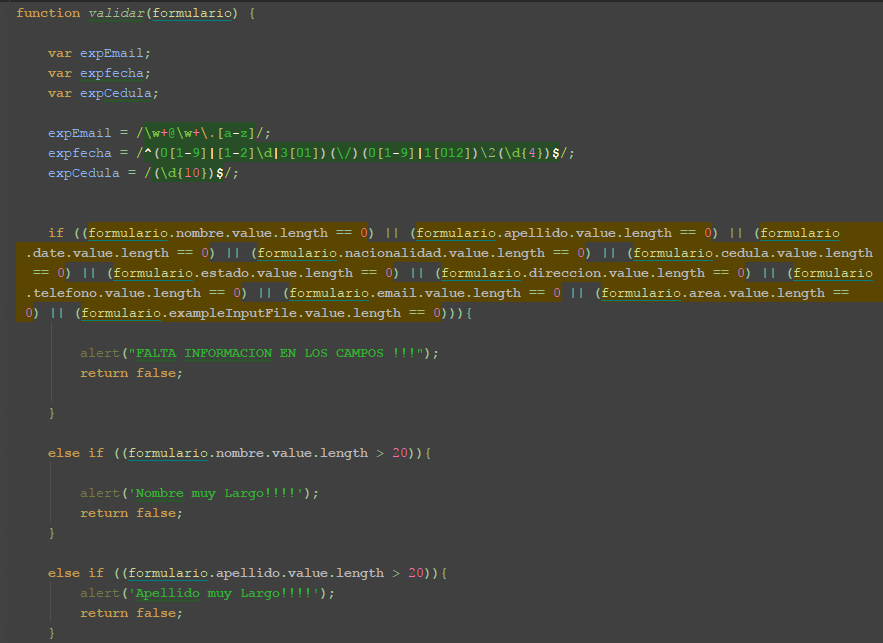 function validar(formulario) {
var expEmail;
var expfecha;
var expCedula;
expEmail = /\w+@\w+\.[a-z]/;
expfecha = /^(0[1-9]|[1-2]\d|3[01])(\/)(0[1-9]|1[012])\2(\d{4})$/;
expCedula = /(\d{10})$/;
if ((formulario.nombre.value.length == 0) || (formulario.apellido.value.length == 0) || (formulario
.date.value.length == 0) || (formulario.nacionalidad.value.length == 0) || (formulario.cedula.value.length
== 0) || (formulario.estado.value.length == 0) || (formulario.direccion.value.length == 0) || (formulario
.telefono.value.length == 0) || (formulario.email.value.length == 0 || (formulario.area.value.length ==
0) || (formulario.exampleInputFile.value.length == 0))){
alert("FALTA INFORMACION EN LOS CAMPOS !!!");
return false;
}
else if ((formulario.nombre.value.length > 20)){
alert('Nombre muy Largo!!!!');
return false;
}
else if ((formulario.apellido.value.length > 20)){
alert('Apellido muy Largo!!!!');
return false;
}